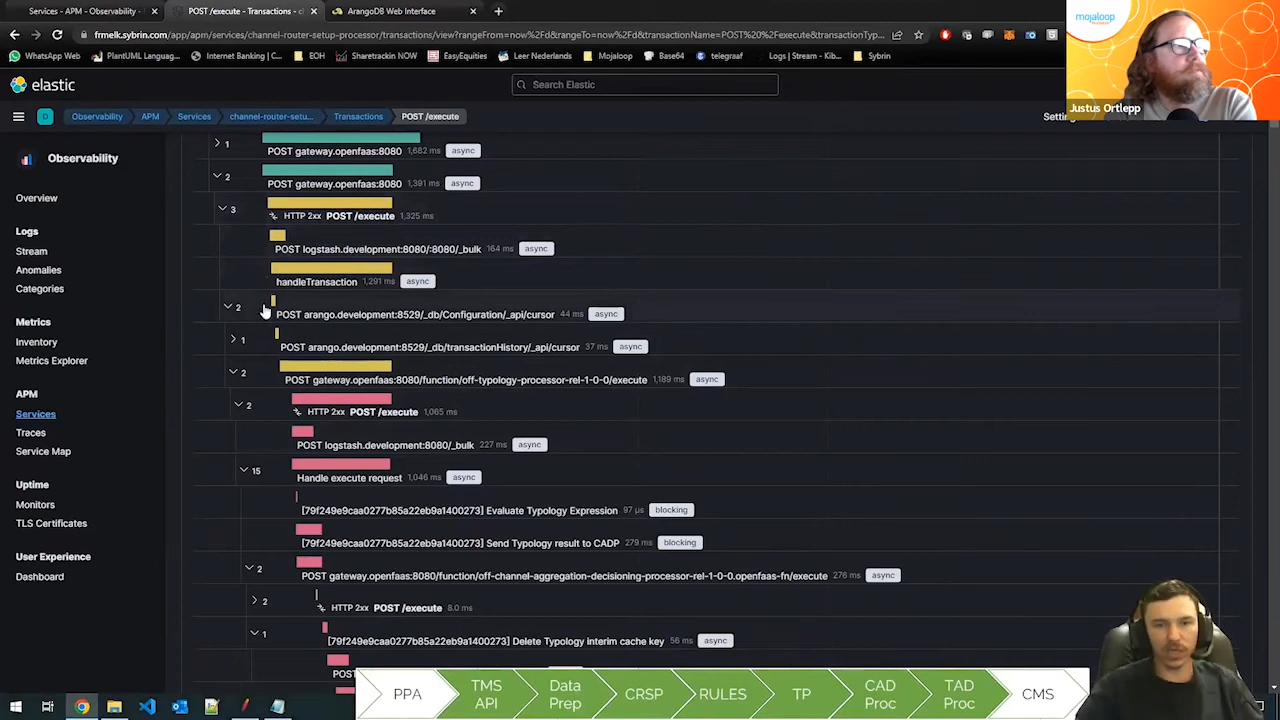 Services - APM - Observability -
POST /execute - Transactions - c
ArangoDB Web Interface
frmelk.sybrin.com/app/apm/services/channel-router-setup-processor/transactions/view?rangeFrom=now%2Fd&rangeTo=now%2Fd&transactionName=POST%20%2Fexecute&transactionTyp...
WhatsApp Web
PlantUML Languag...
Internet Banking | C...
EOH
Sharetrackin NOW
EasyEquities
Leer Nederlands
Mojaloop
Base64
telgraaf
Logs | Stream - Kib...
Sybrin
elastic
Search Elastic
D
Observability
APM
Services
channel-router-setu...
Transactions
POST /execute
mojaloop
Justus Ortlepp
Observability
Overview
Logs
Stream
Anomalies
Categories
Metrics
Inventory
Metrics Explorer
APM
Services
Traces
Service Map
Uptime
Monitors
TLS Certificates
User Experience
Dashboard
1
POST gateway.openfaas:8080 1,682 ms async
2
POST gateway.openfaas:8080 1,391 ms async
3
HTTP 2xx POST /execute 1,325 ms
POST logstash.development:8080/:8080/_bulk 164 ms async
handleTransaction 1,291 ms async
2
POST arango.development:8529/_db/Configuration/_api/cursor 44 ms async
1
POST arango.development:8529/_db/transactionHistory/_api/cursor 37 ms async
2
POST gateway.openfaas:8080/function/off-typology-processor-rel-1-0-0/execute 1,189 ms async
2
HTTP 2xx POST /execute 1,065 ms
POST logstash.development:8080/_bulk 227 ms async
15
Handle execute request 1,046 ms async
[79f249e9caa0277b85a22eb9a1400273] Evaluate Typology Expression 97 µs blocking
[79f249e9caa0277b85a22eb9a1400273] Send Typology result to CADP 279 ms blocking
2
POST gateway.openfaas:8080/function/off-channel-aggregation-decisioning-processor-rel-1-0-0.openfaas-fn/execute 276 ms async
2
HTTP 2xx POST /execute 8.0 ms
1
[79f249e9caa0277b85a22eb9a1400273] Delete Typology interim cache key 56 ms async
PPA
TMS
API
Data
Prep
CRSP
RULES
TP
CAD
Proc
TAD
Proc
CMS